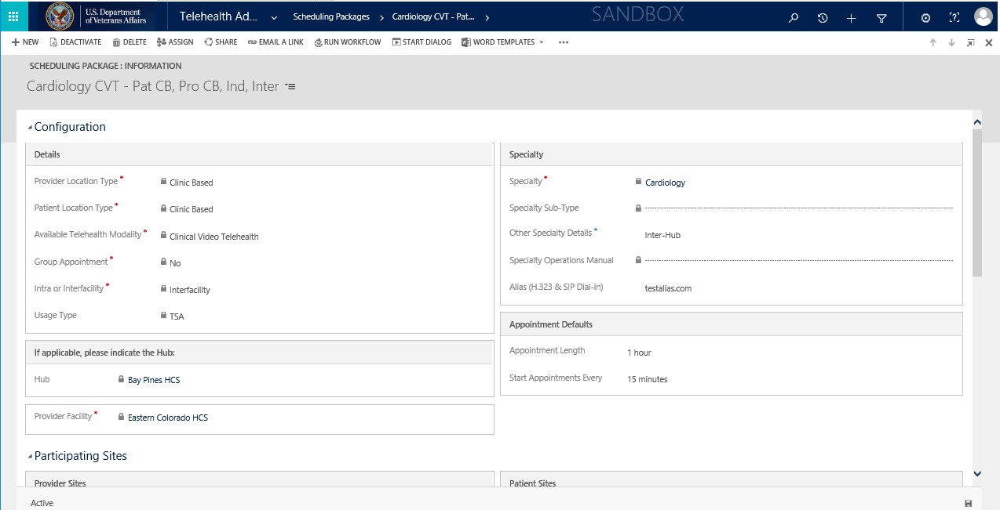 U.S. Department
of Veterans Affairs
Telehealth Ad...
Scheduling Packages
Cardiology CVT - Pat...
SANDBOX
NEW
DEACTIVATE
DELETE
ASSIGN
SHARE
EMAIL A LINK
RUN WORKFLOW
START DIALOG
WORD TEMPLATES
SCHEDULING PACKAGE : INFORMATION
Cardiology CVT - Pat CB, Pro CB, Ind, Inter
Configuration
Details
Provider Location Type* Clinic Based
Patient Location Type* Clinic Based
Available Telehealth Modality* Clinical Video Telehealth
Group Appointment* No
Intra or Interfacility* Interfacility
Usage Type TSA
If applicable, please indicate the Hub:
Hub Bay Pines HCS
Provider Facility* Eastern Colorado HCS
Specialty
Specialty* Cardiology
Specialty Sub-Type
Other Specialty Details* Inter-Hub
Specialty Operations Manual
Alias (H.323 & SIP Dial-in) testalias.com
Appointment Defaults
Appointment Length 1 hour
Start Appointments Every 15 minutes
Participating Sites
Provider Sites
Patient Sites
Active